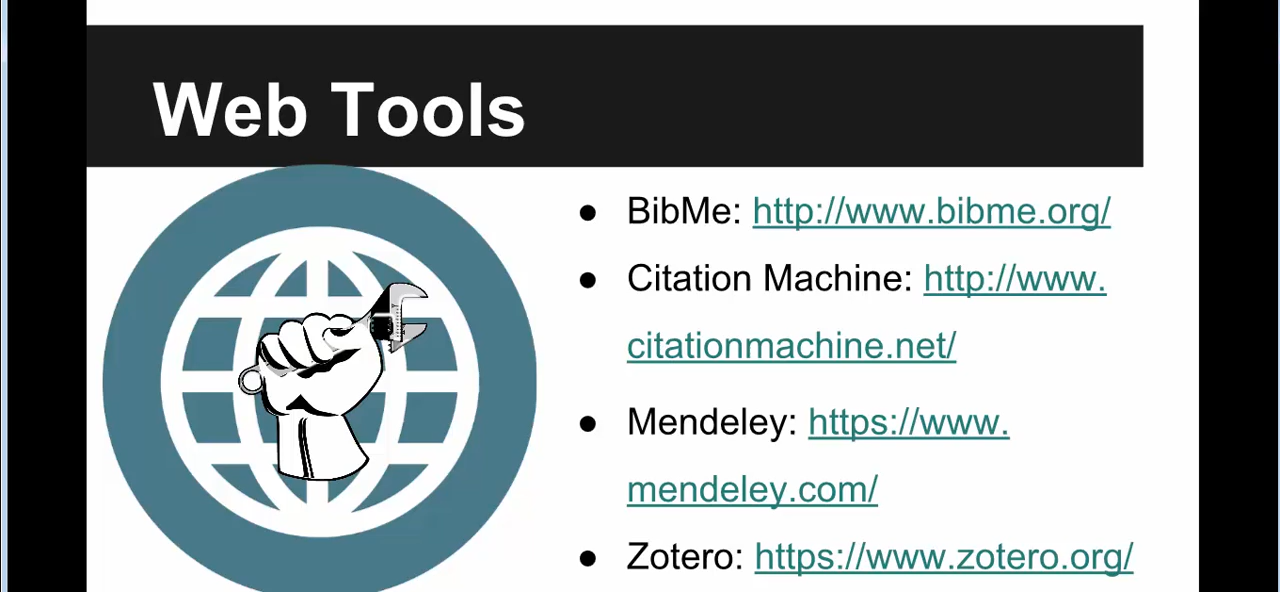 Web Tools
● BibMe: http://www.bibme.org/
● Citation Machine: http://www.
citationmachine.net/
● Mendeley: https://www.
mendeley.com/
● Zotero: https://www.zotero.org/